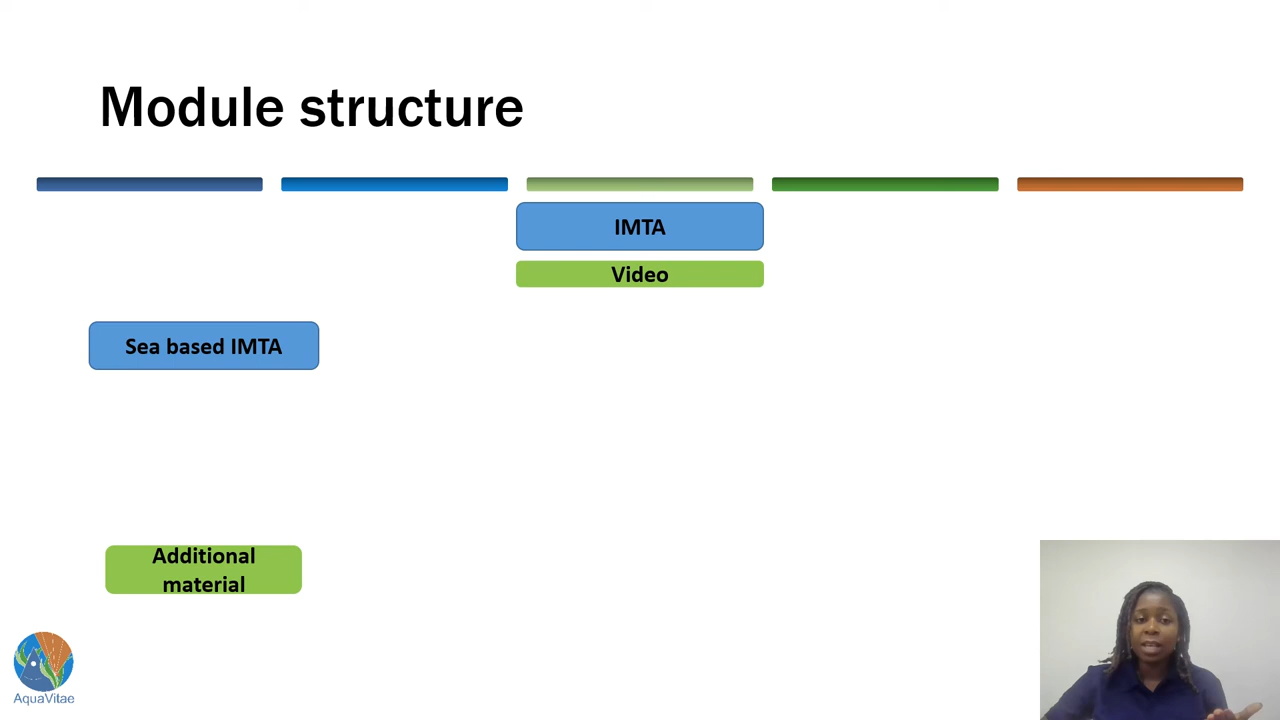 Module structure
IMTA
Video
Sea based IMTA
Additional
material
AquaVitae